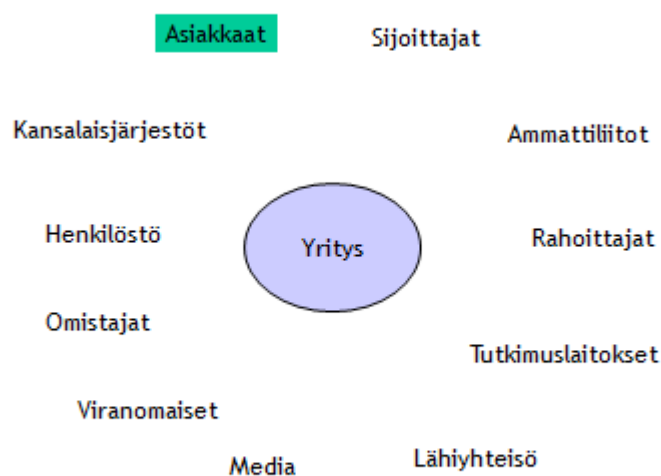 Asiakkaat
Sijoittajat
Kansalaisjärjestöt
Ammattiliitot
Henkilöstö
Yritys
Rahoittajat
Omistajat
Tutkimuslaitokset
Viranomaiset
Media
Lähiyhteisö